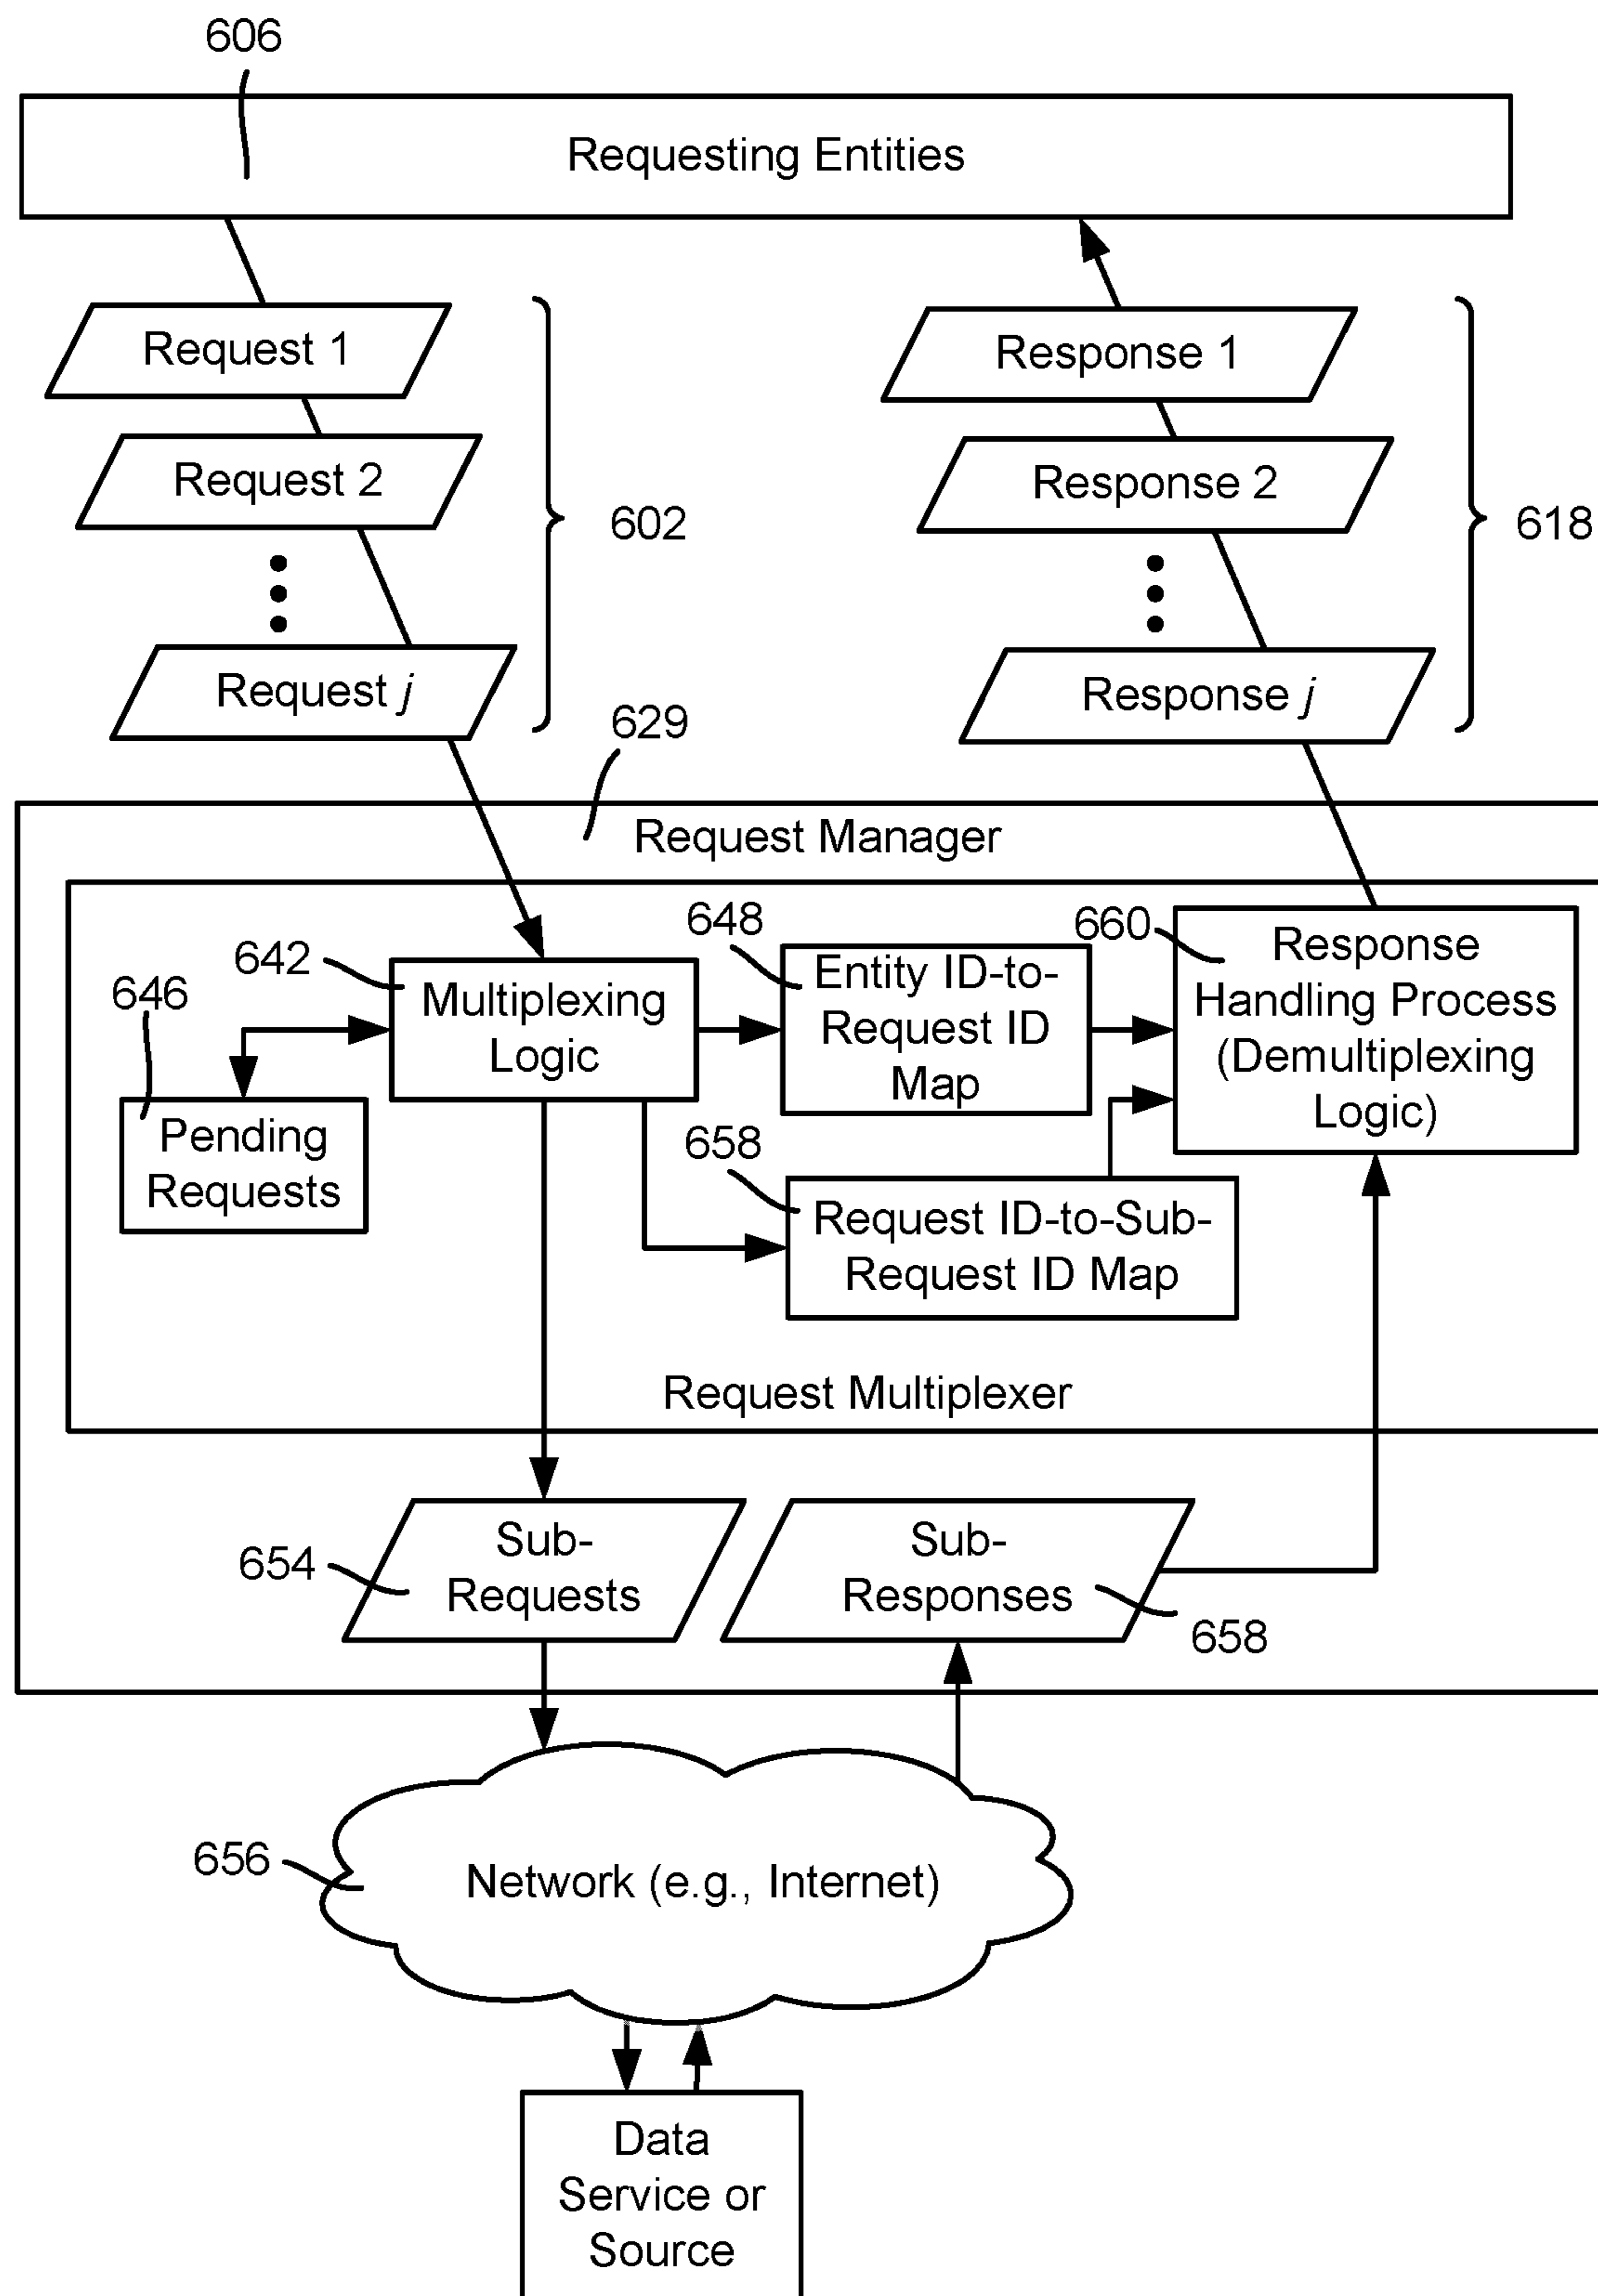 606
Requesting Entities
Request 1
Response 1
Request 2
Response 2
602
618
Request j
Response j
629
Request Manager
648
660
Response
Handling Process
(Demultiplexing
Logic)
642
646
Multiplexing
Logic
Entity ID-to-
Request ID
Map
Pending
Requests
658
Request ID-to-Sub-
Request ID Map
Request Multiplexer
654
Sub-
Requests
Sub-
Responses
658
656
Network (e.g., Internet)
Data
Service or
Source